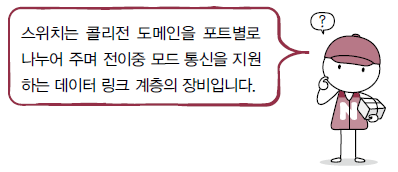 스위치는 콜리전 도메인을 포트별로
나누어 주며 전이중 모드 통신을 지원
하는 데이터 링크 계층의 장비입니다.
?
N